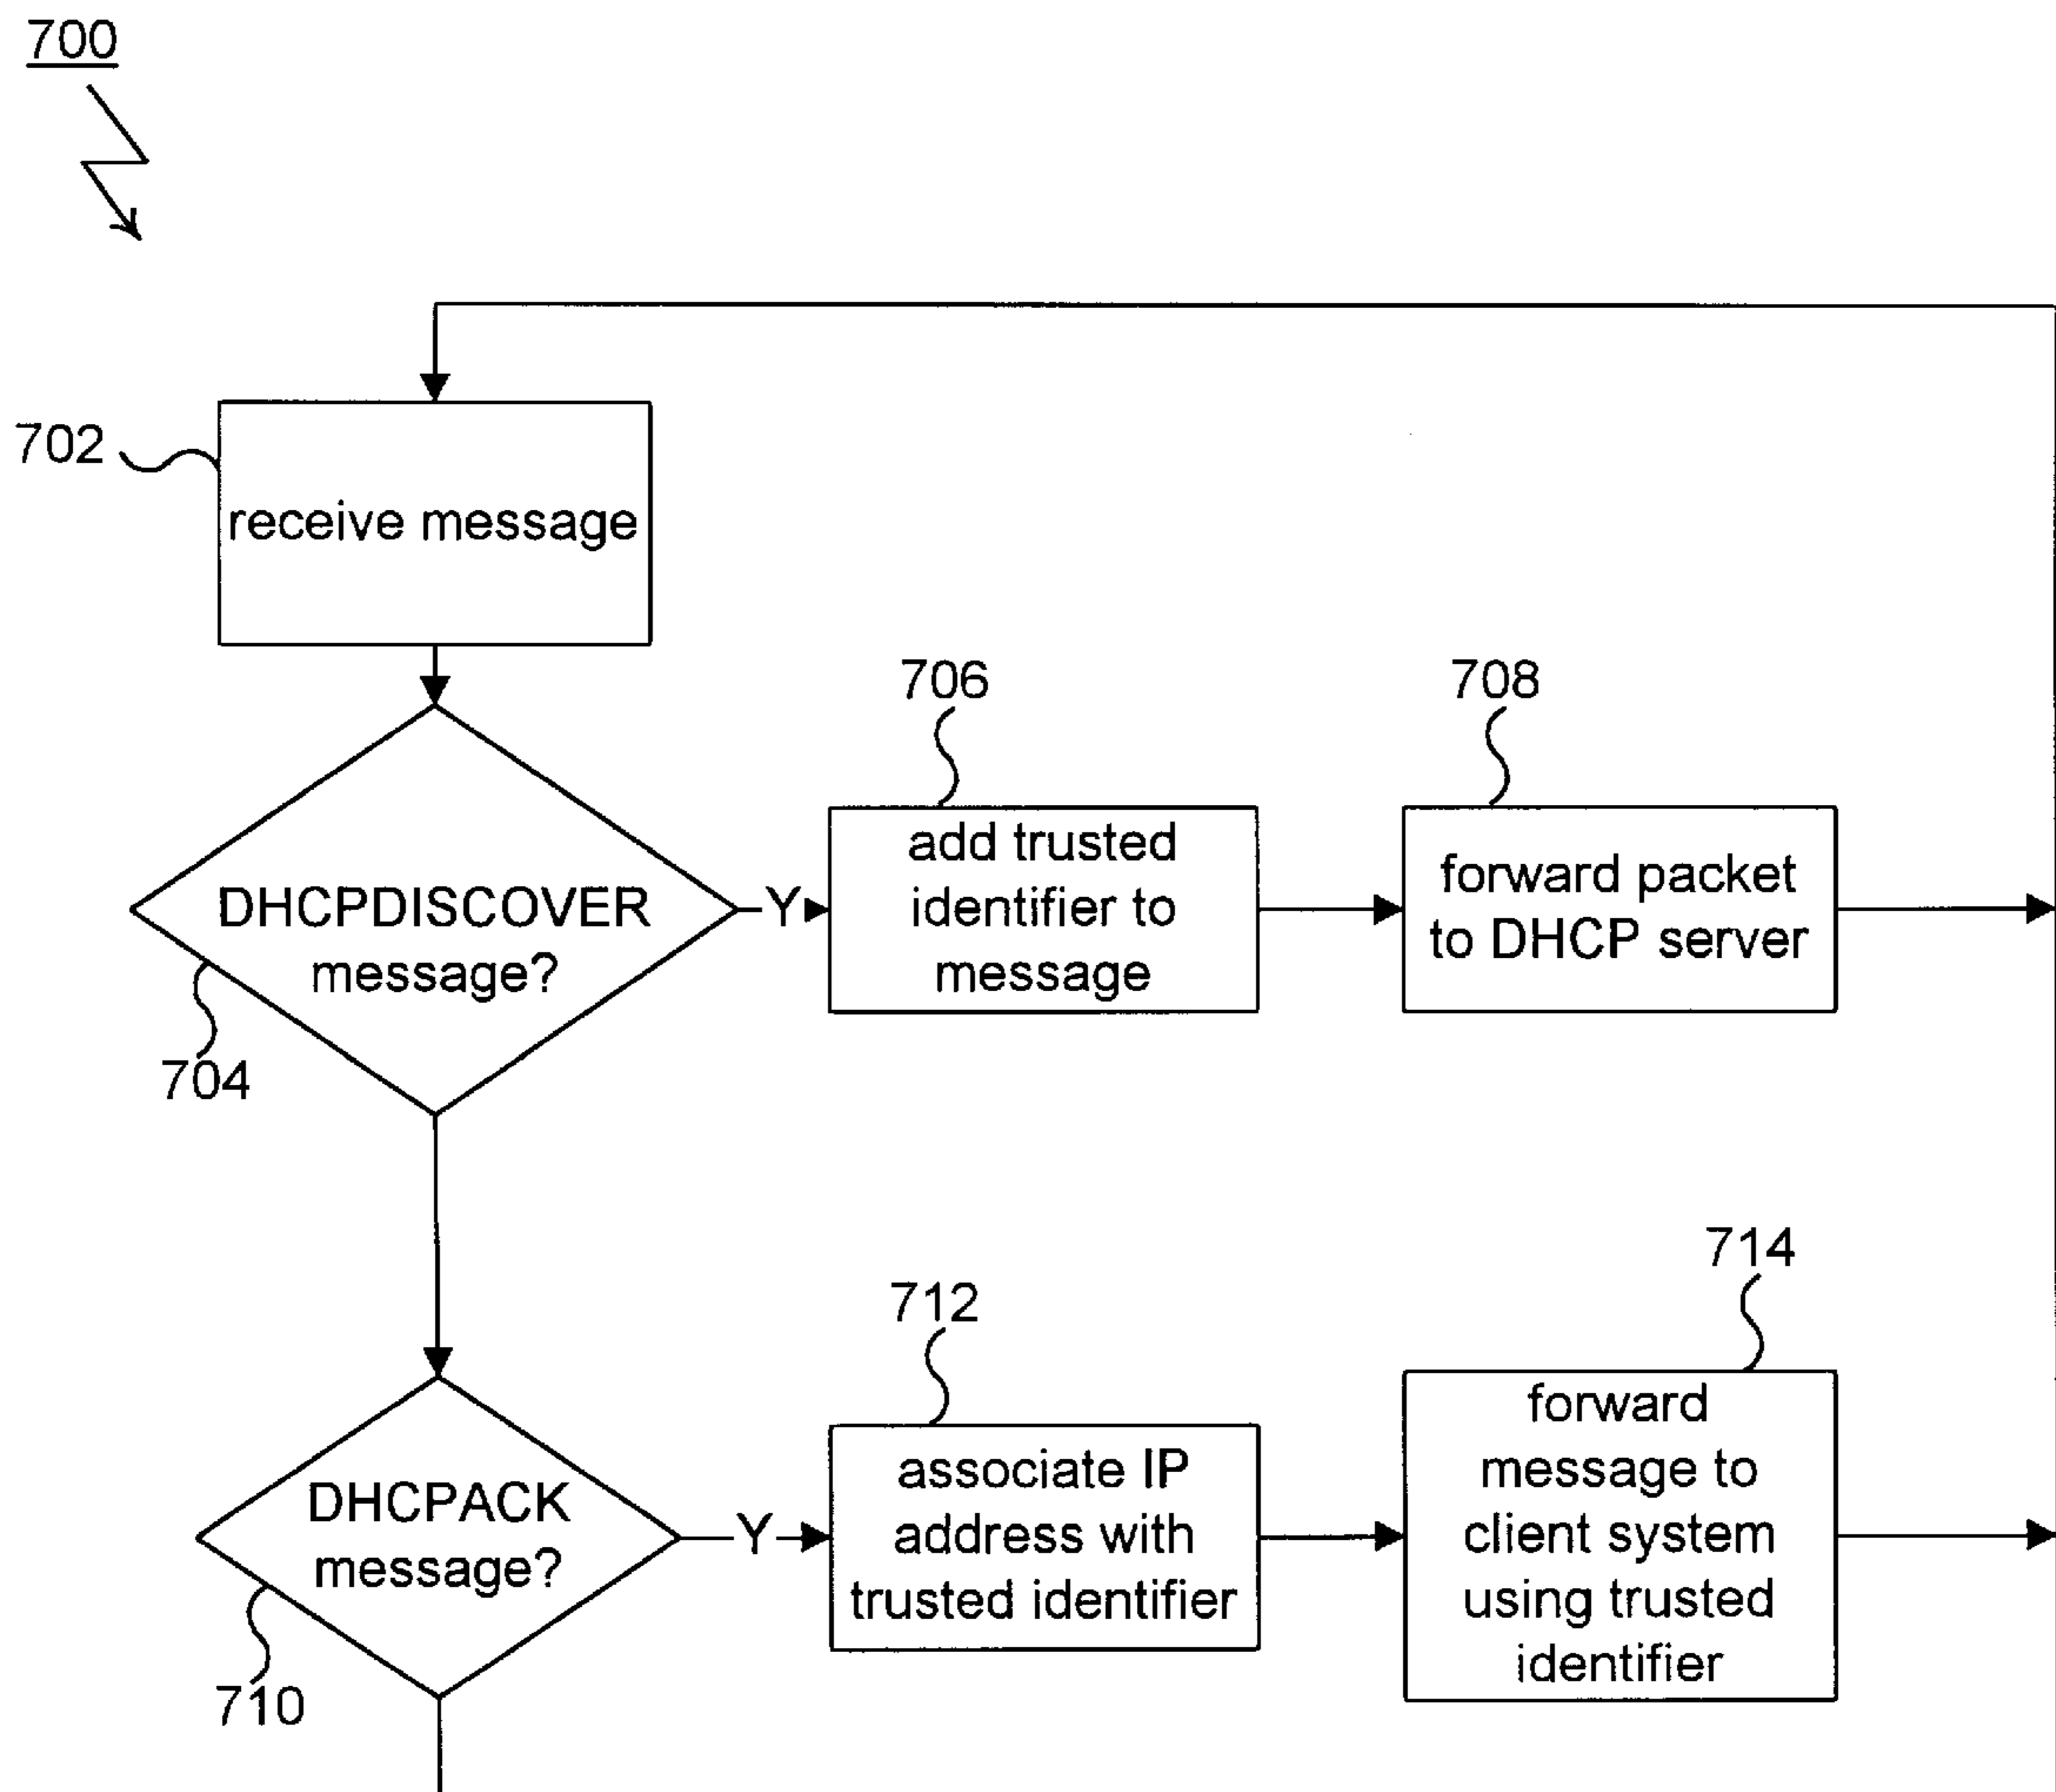 700
702
receive message
706
708
DHCPDISCOVER
message?
Y
add trusted
identifier to
message
forward packet
to DHCP server
704
712
714
DHCPACK
message?
Y
associate IP
address with
trusted identifier
forward
message to
client system
using trusted
identifier
710